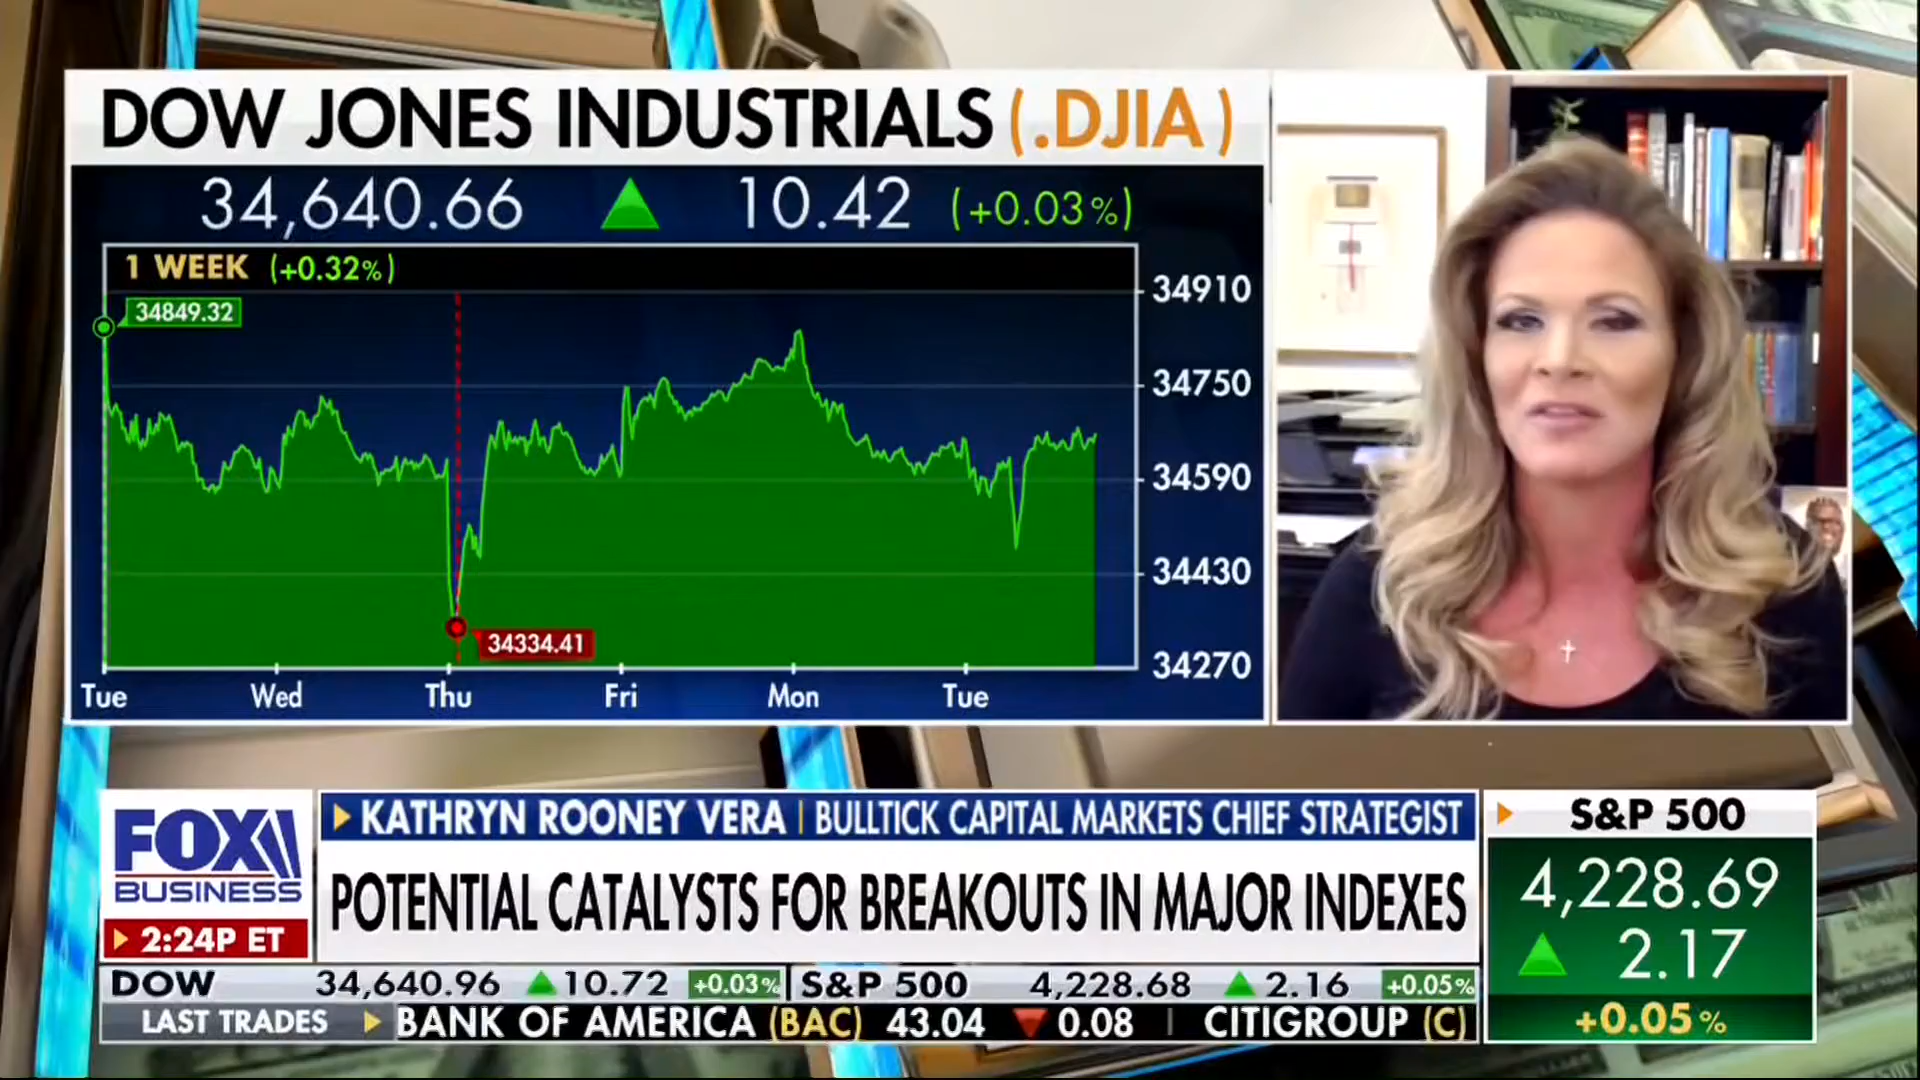 DOW JONES INDUSTRIALS (.DJIA)
34,640.66 ▲ 10.42 (+0.03%)
1 WEEK (+0.32%)
34849.32
34334.41
34910
34750
34590
34430
34270
Tue Wed Thu Fri Mon Tue
FOX BUSINESS
2:24P ET
KATHRYN ROONEY VERA | BULLTICK CAPITAL MARKETS CHIEF STRATEGIST
POTENTIAL CATALYSTS FOR BREAKOUTS IN MAJOR INDEXES
S&P 500
4,228.69
▲ 2.17
+0.05%
DOW 34,640.96 ▲ 10.72 +0.03% | S&P 500 4,228.68 ▲ 2.16 +0.05%
LAST TRADES BANK OF AMERICA (BAC) 43.04 ▼ 0.08 | CITIGROUP (C)